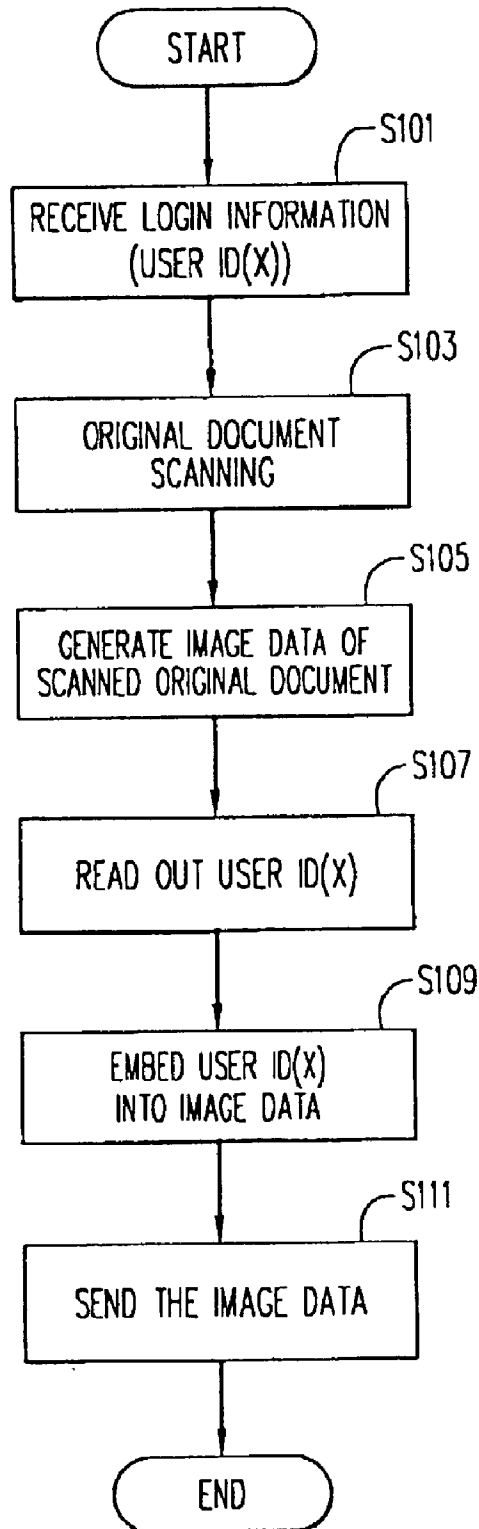 START
S101
RECEIVE LOGIN INFORMATION
(USER ID(X))
S103
ORIGINAL DOCUMENT
SCANNING
S105
GENERATE IMAGE DATA OF
SCANNED ORIGINAL DOCUMENT
S107
READ OUT USER ID(X)
S109
EMBED USER ID(X)
INTO IMAGE DATA
S111
SEND THE IMAGE DATA
END